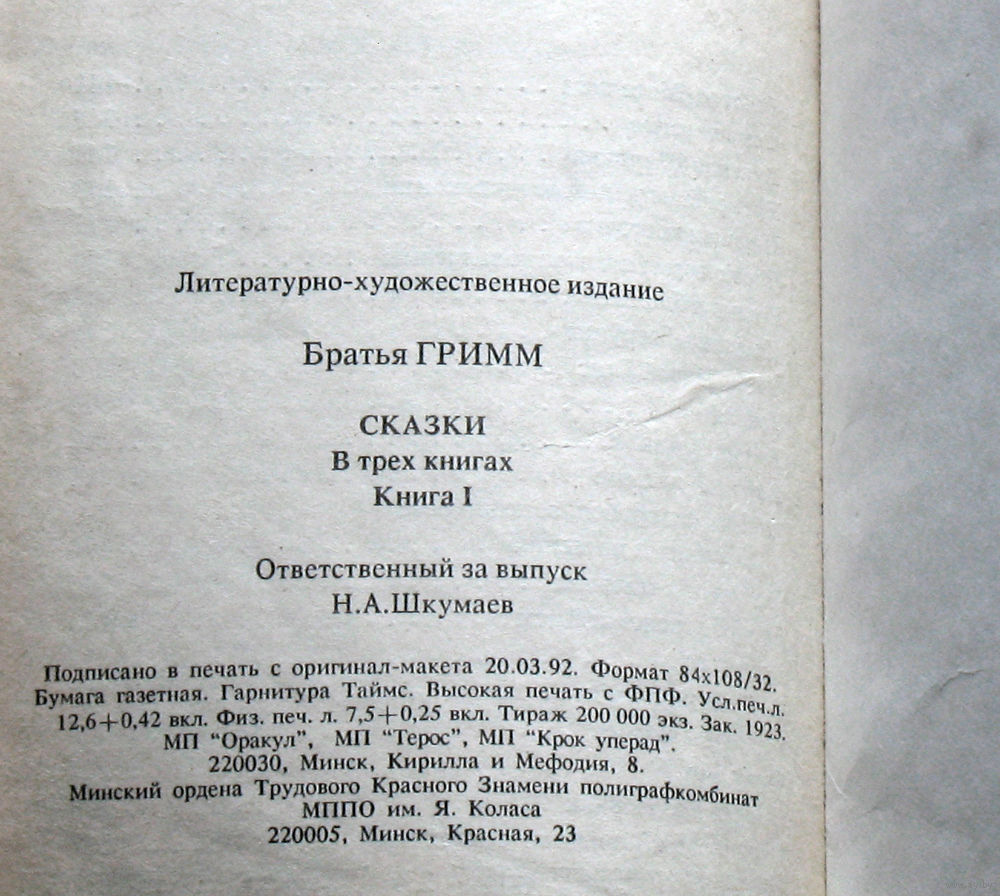 Литературно-художественное издание
Братья ГРИММ
СКАЗКИ
В трех книгах
Книга I
Ответственный за выпуск
Н.А.Шкумаев
Подписано в печать с оригинал-макета 20.03.92. Формат 84х108/32.
Бумага газетная. Гарнитура Таймс. Высокая печать с ФПФ. Усл.печ.л.
12,6+0,42 вкл. Физ. печ. л. 7,5+0,25 вкл. Тираж 200 000 экз. Зак. 1923.
МП “Оракул”, МП “Терос”, МП “Крок уперад”.
220030, Минск, Кирилла и Мефодия, 8.
Минский ордена Трудового Красного Знамени полиграфкомбинат
МППО им. Я. Коласа
220005, Минск, Красная, 23